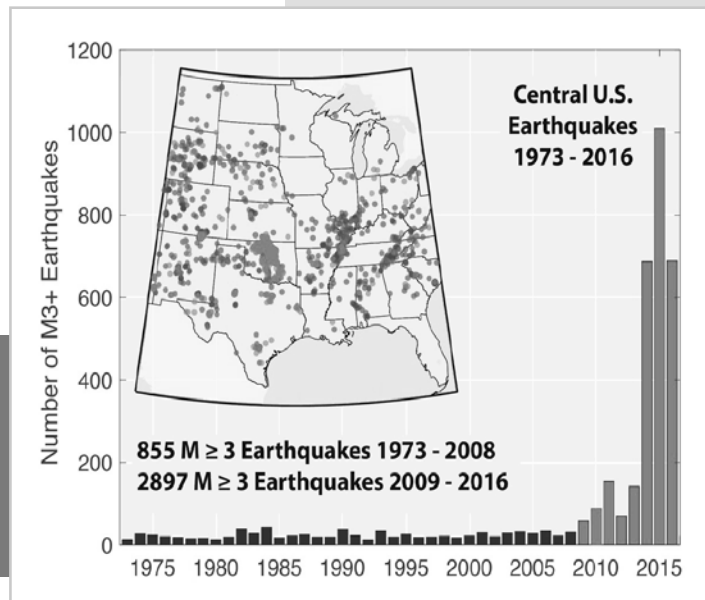 Central U.S.
Earthquakes
1973 - 2016
Number of M3+ Earthquakes
1200
1000
800
600
400
200
0
855 M ≥ 3 Earthquakes 1973 - 2008
2897 M ≥ 3 Earthquakes 2009 - 2016
1975 1980 1985 1990 1995 2000 2005 2010 2015